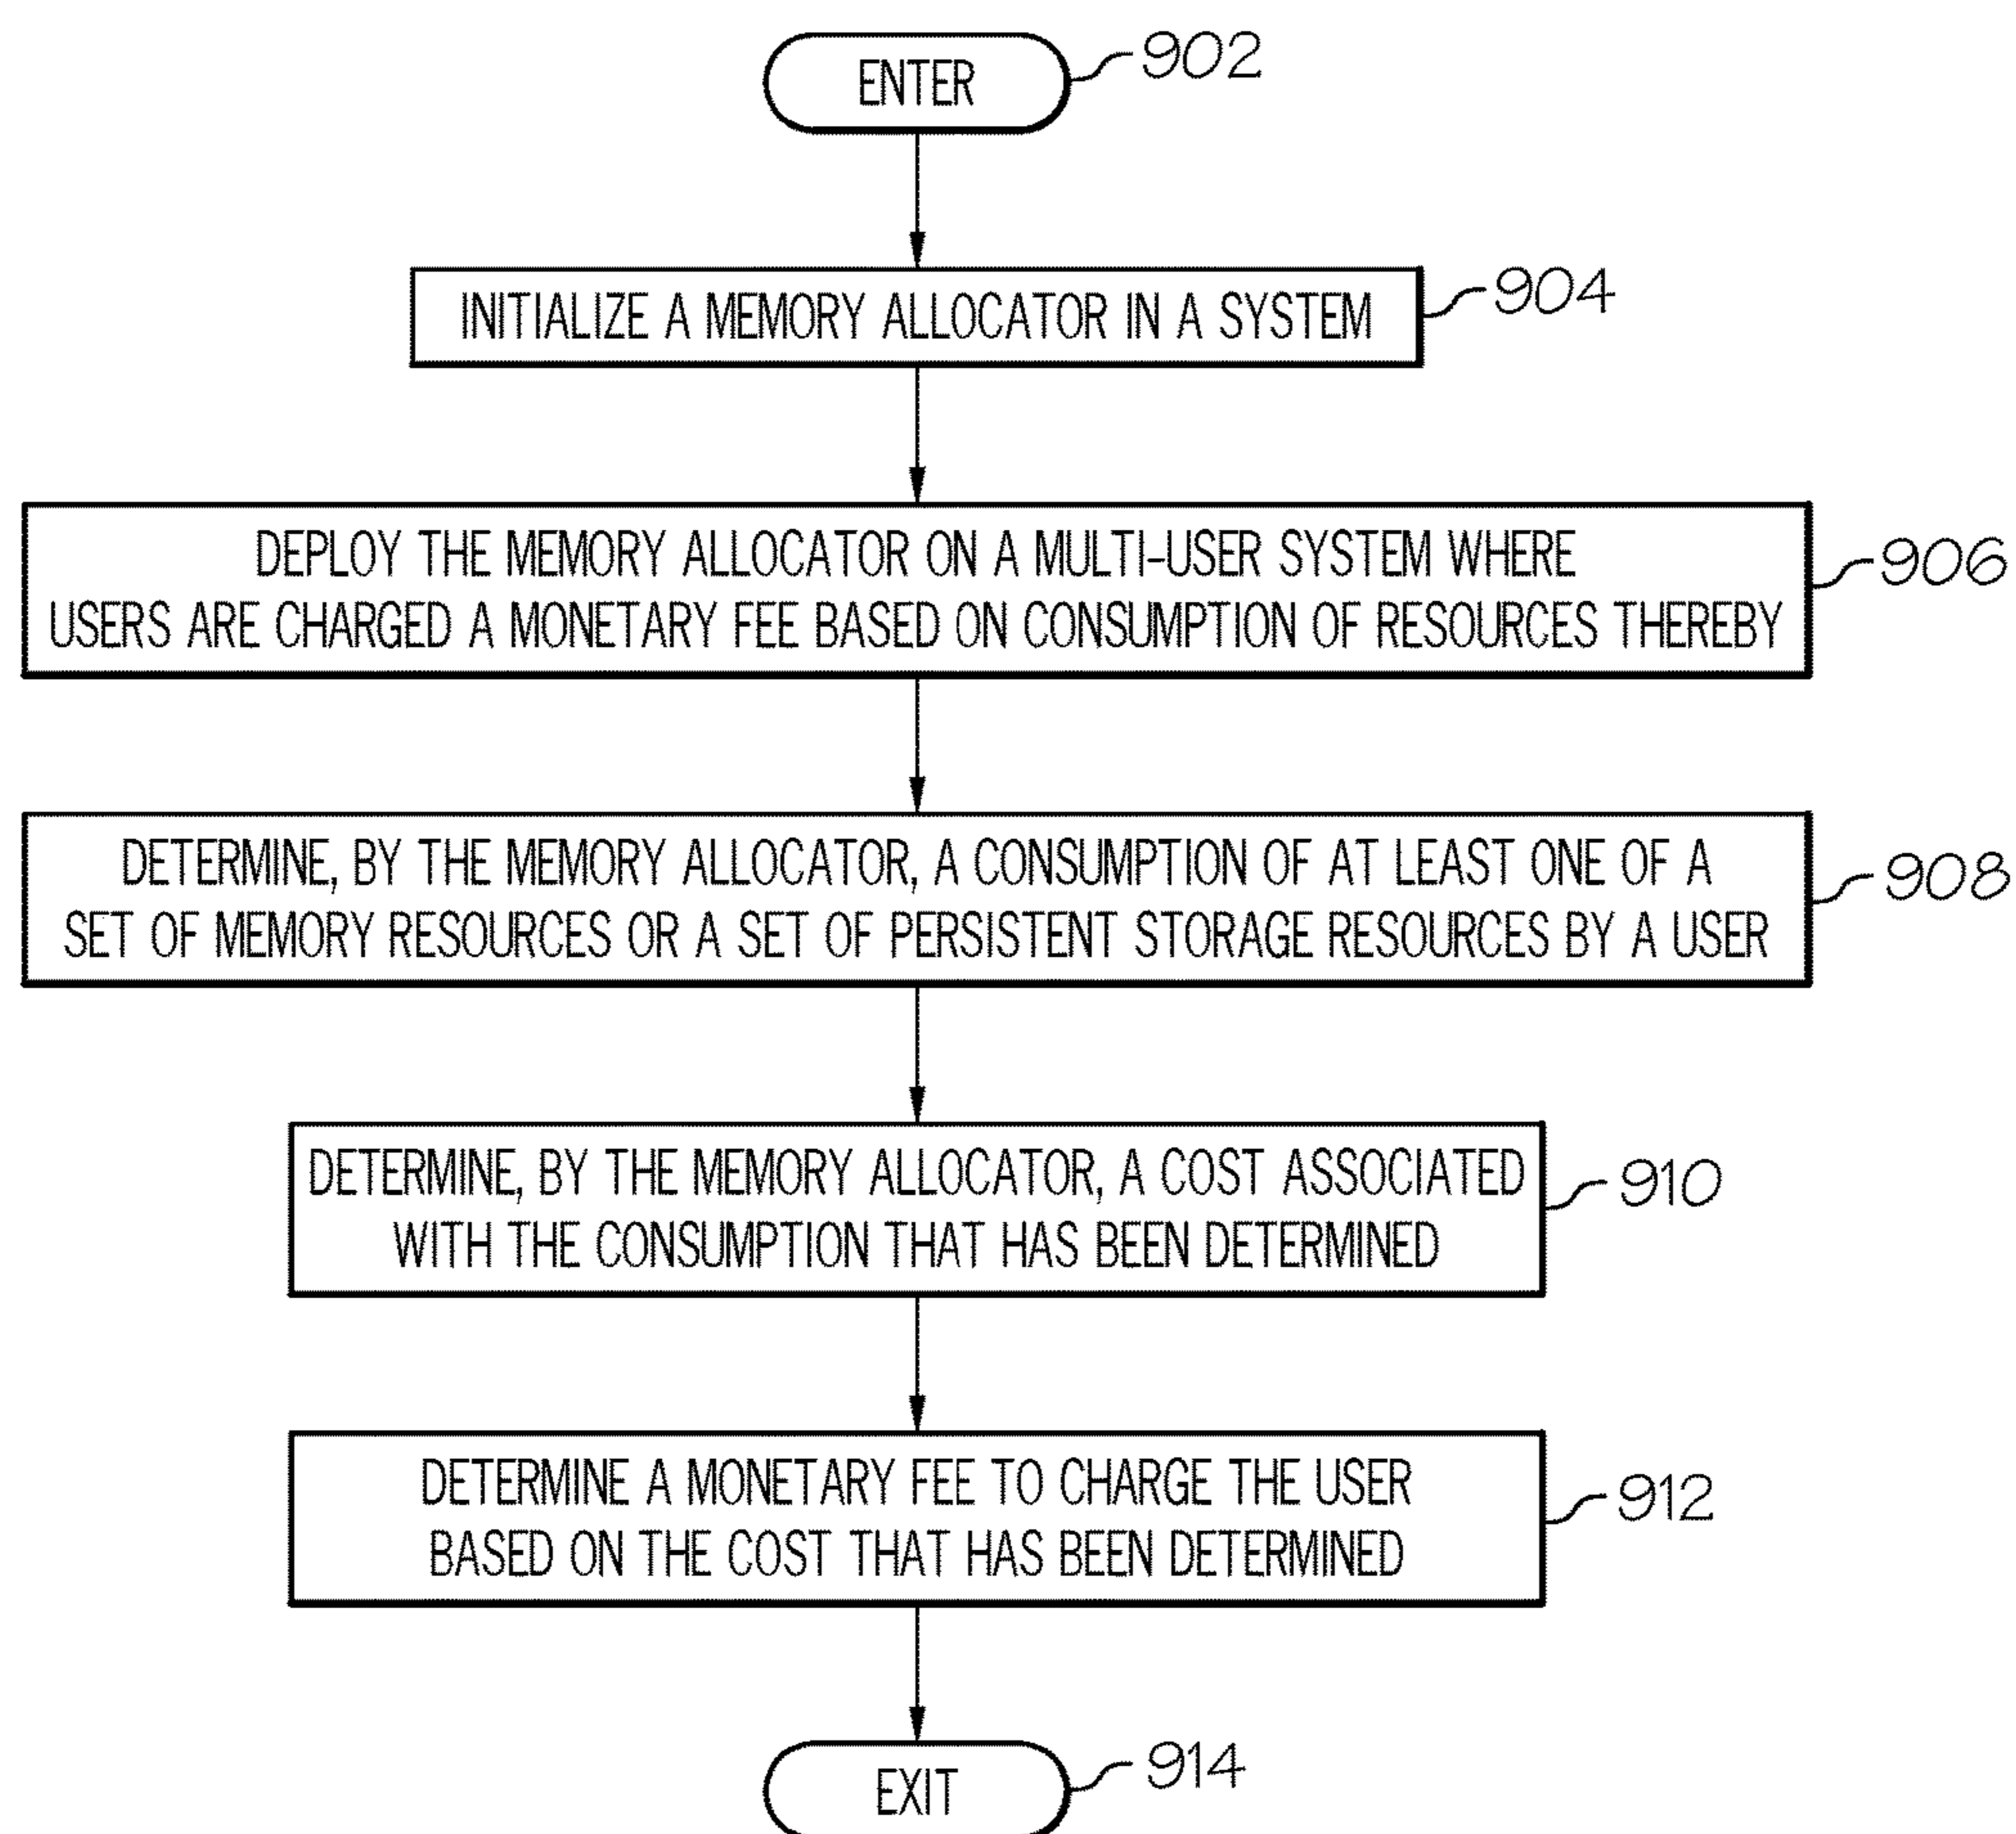 ENTER
902
INITIALIZE A MEMORY ALLOCATOR IN A SYSTEM
904
DEPLOY THE MEMORY ALLOCATOR ON A MULTI-USER SYSTEM WHERE
USERS ARE CHARGED A MONETARY FEE BASED ON CONSUMPTION OF RESOURCES THEREBY
906
DETERMINE, BY THE MEMORY ALLOCATOR, A CONSUMPTION OF AT LEAST ONE OF A
SET OF MEMORY RESOURCES OR A SET OF PERSISTENT STORAGE RESOURCES BY A USER
908
DETERMINE, BY THE MEMORY ALLOCATOR, A COST ASSOCIATED
WITH THE CONSUMPTION THAT HAS BEEN DETERMINED
910
DETERMINE A MONETARY FEE TO CHARGE THE USER
BASED ON THE COST THAT HAS BEEN DETERMINED
912
EXIT
914